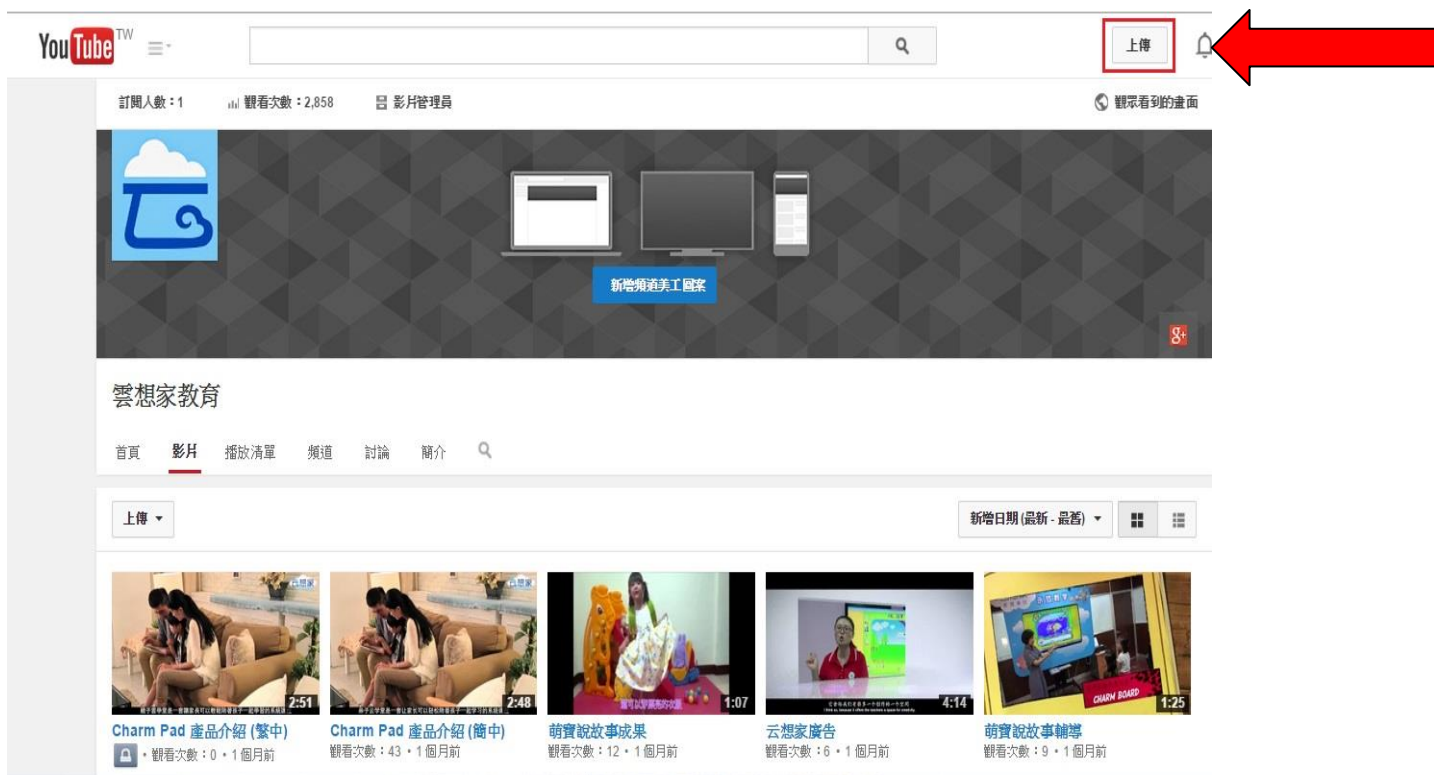 YouTube TW
上傳
訂閱人數：1 觀看次數：2,858 影片管理員 觀眾看到的畫面
新增頻道美工圖案
g+
雲想家教育
首頁 影片 播放清單 頻道 討論 簡介
上傳 新增日期 (最新 - 最舊)
2:51 2:48 1:07 4:14 CHARM BOARD 1:25
Charm Pad 產品介紹 (繁中) Charm Pad 產品介紹 (簡中) 萌寶說故事成果 云想家廣告 萌寶說故事輔導
・觀看次數：0・1 個月前 觀看次數：43・1 個月前 觀看次數：12・1 個月前 觀看次數：6・1 個月前 觀看次數：9・1 個月前